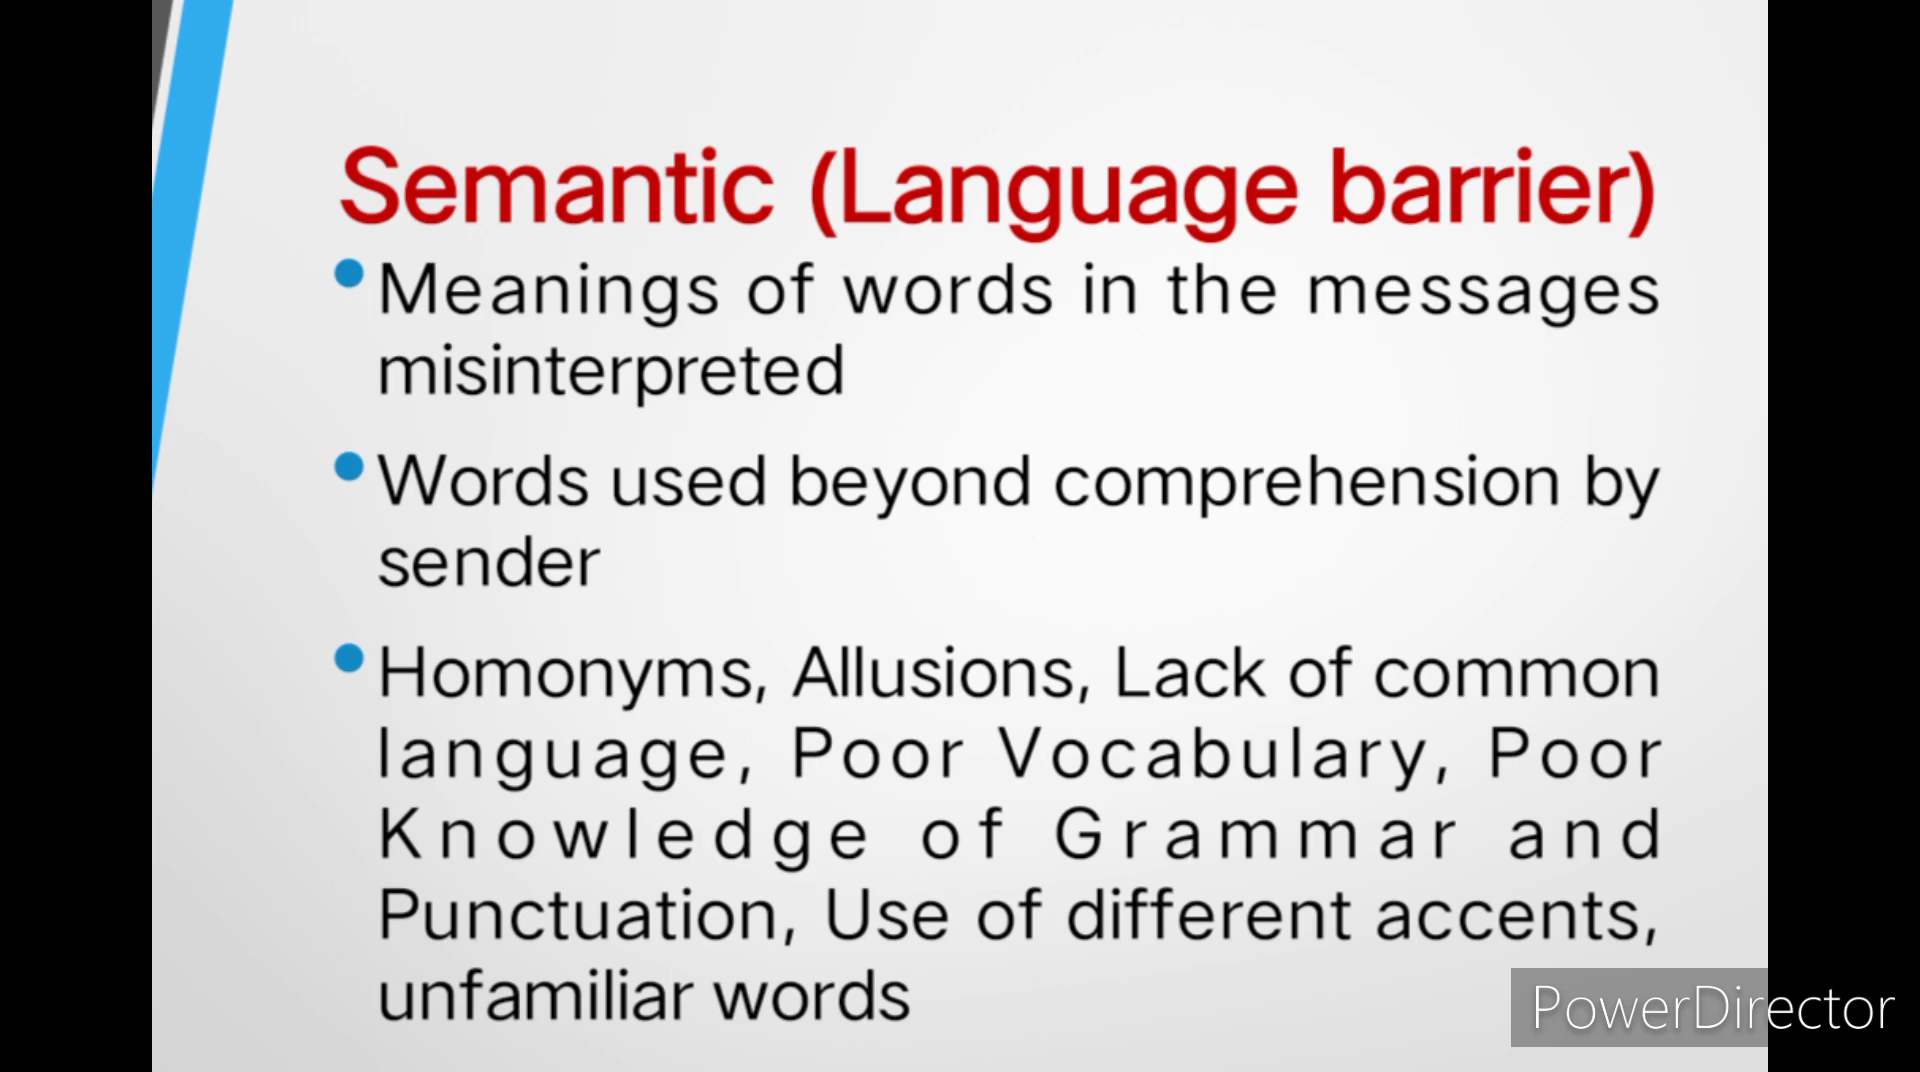 Semantic (Language barrier)
• Meanings of words in the messages
misinterpreted
• Words used beyond comprehension by
sender
• Homonyms, Allusions, Lack of common
language, Poor Vocabulary, Poor
Knowledge of Grammar and
Punctuation, Use of different accents,
unfamiliar words
PowerDirector